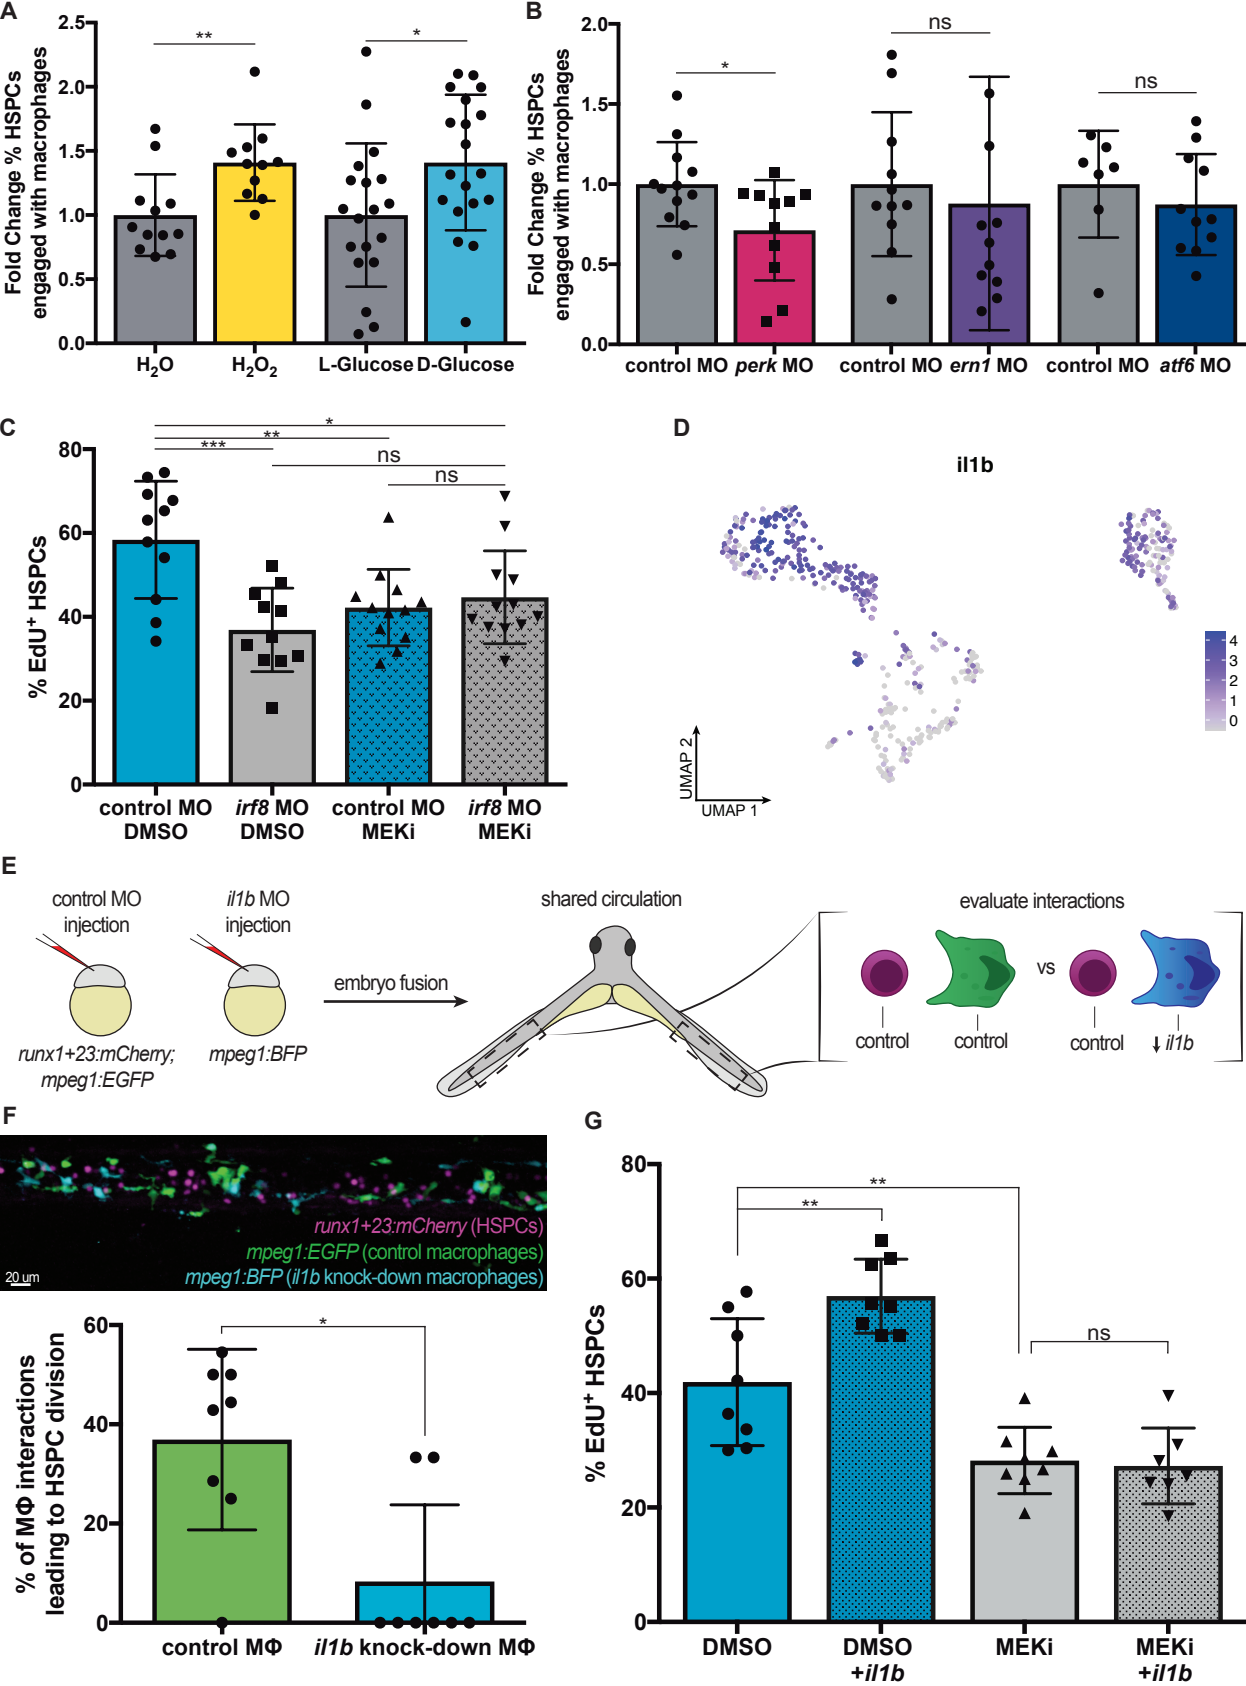 A
Fold Change % HSPCs
engaged with macrophages
2.5
2.0
1.5
1.0
0.5
0.0
**
*
H2O
H2O2
L-Glucose
D-Glucose
B
Fold Change % HSPCs
engaged with macrophages
2.0
1.5
1.0
0.5
0.0
*
ns
ns
control MO
perk MO
control MO
ern1 MO
control MO
atf6 MO
C
% EdU+ HSPCs
80
60
40
20
0
*
**
***
ns
ns
control MO
DMSO
irf8 MO
DMSO
control MO
MEKi
irf8 MO
MEKi
D
il1b
4
3
2
1
0
UMAP 2
UMAP 1
E
control MO
injection
runx1+23:mCherry;
mpeg1:EGFP
il1b MO
injection
mpeg1:BFP
embryo fusion
shared circulation
evaluate interactions
control
control
vs
control
↓ il1b
F
runx1+23:mCherry (HSPCs)
mpeg1:EGFP (control macrophages)
mpeg1:BFP (il1b knock-down macrophages)
20 um
% of MΦ interactions
leading to HSPC division
60
40
20
0
*
control MΦ
il1b knock-down MΦ
G
% EdU+ HSPCs
80
60
40
20
0
**
**
ns
DMSO
DMSO
+il1b
MEKi
MEKi
+il1b